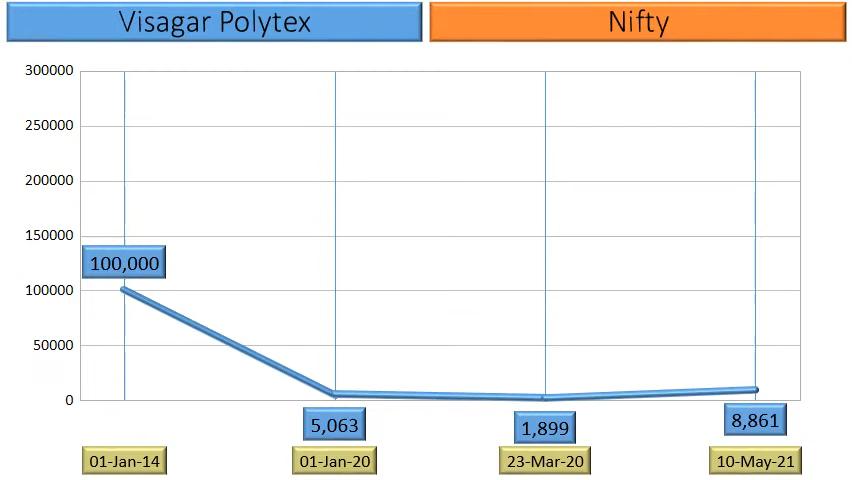 Visagar Polytex
Nifty
300000
250000
200000
150000
100000
50000
0
100,000
5,063
1,899
8,861
01-Jan-14
01-Jan-20
23-Mar-20
10-May-21